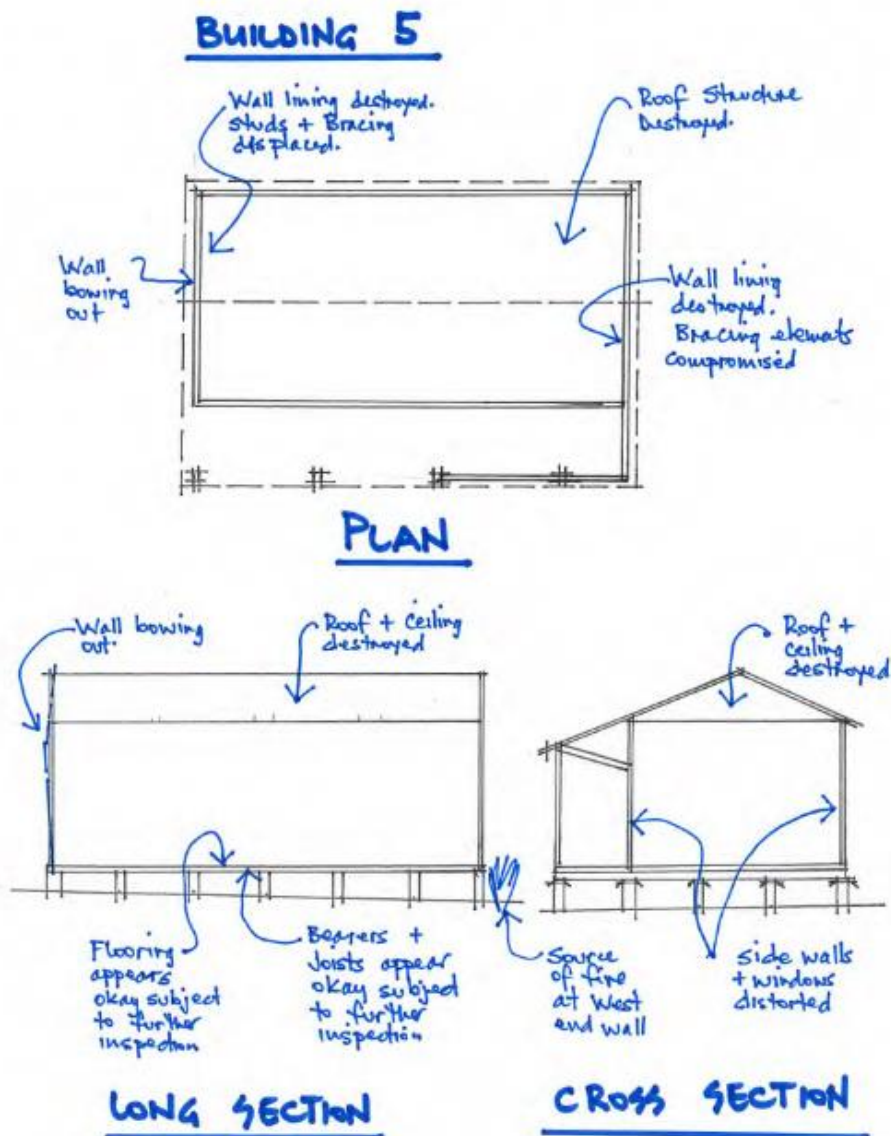 BUILDING 5
Wall lining destroyed.
studs + Bracing
displaced.
Roof Structure
Destroyed.
Wall
bowing
out
Wall lining
destroyed.
Bracing elemats
compromised
PLAN
Wall bowing
out.
Roof + Ceiling
destroyed
Roof +
ceiling
destroyed
Flooring
appears
okay subject
to further
inspection
Bearers +
Joists appear
okay subject
to further
inspection
Source
of fire
at West
end wall
side walls
+ windows
distorted
LONG SECTION
CROSS SECTION